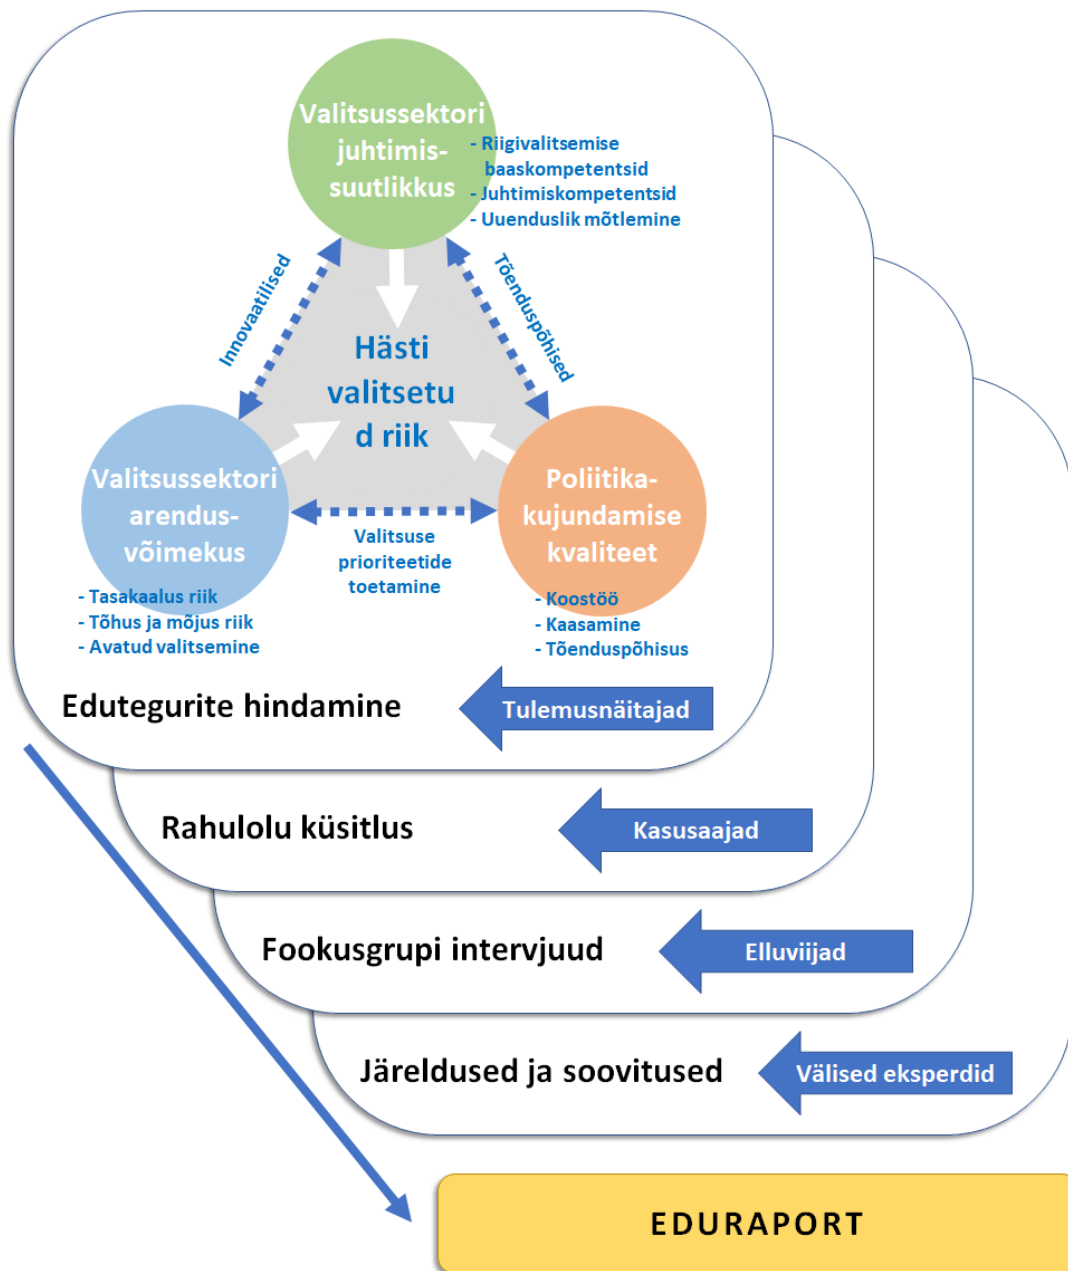 Valitsussektori
juhtimis-
suutlikkus
- Riigivalitsemise
baaskompetentsid
- Juhtimiskompetentsid
- Uuenduslik mõtlemine
Innovaatilised
Tõenduspõhised
Hästi
valitsetu
d riik
Valitsussektori
arendus-
võimekus
Poliitika-
kujundamise
kvaliteet
Valitsuse
prioriteetide
toetamine
- Tasakaalus riik
- Tõhus ja mõjus riik
- Avatud valitsemine
- Koostöö
- Kaasamine
- Tõenduspõhisus
Edutegurite hindamine
Tulemusnäitajad
Rahulolu küsitlus
Kasusaajad
Fookusgrupi intervjuud
Elluviijad
Järeldused ja soovitused
Välised eksperdid
EDURAPORT